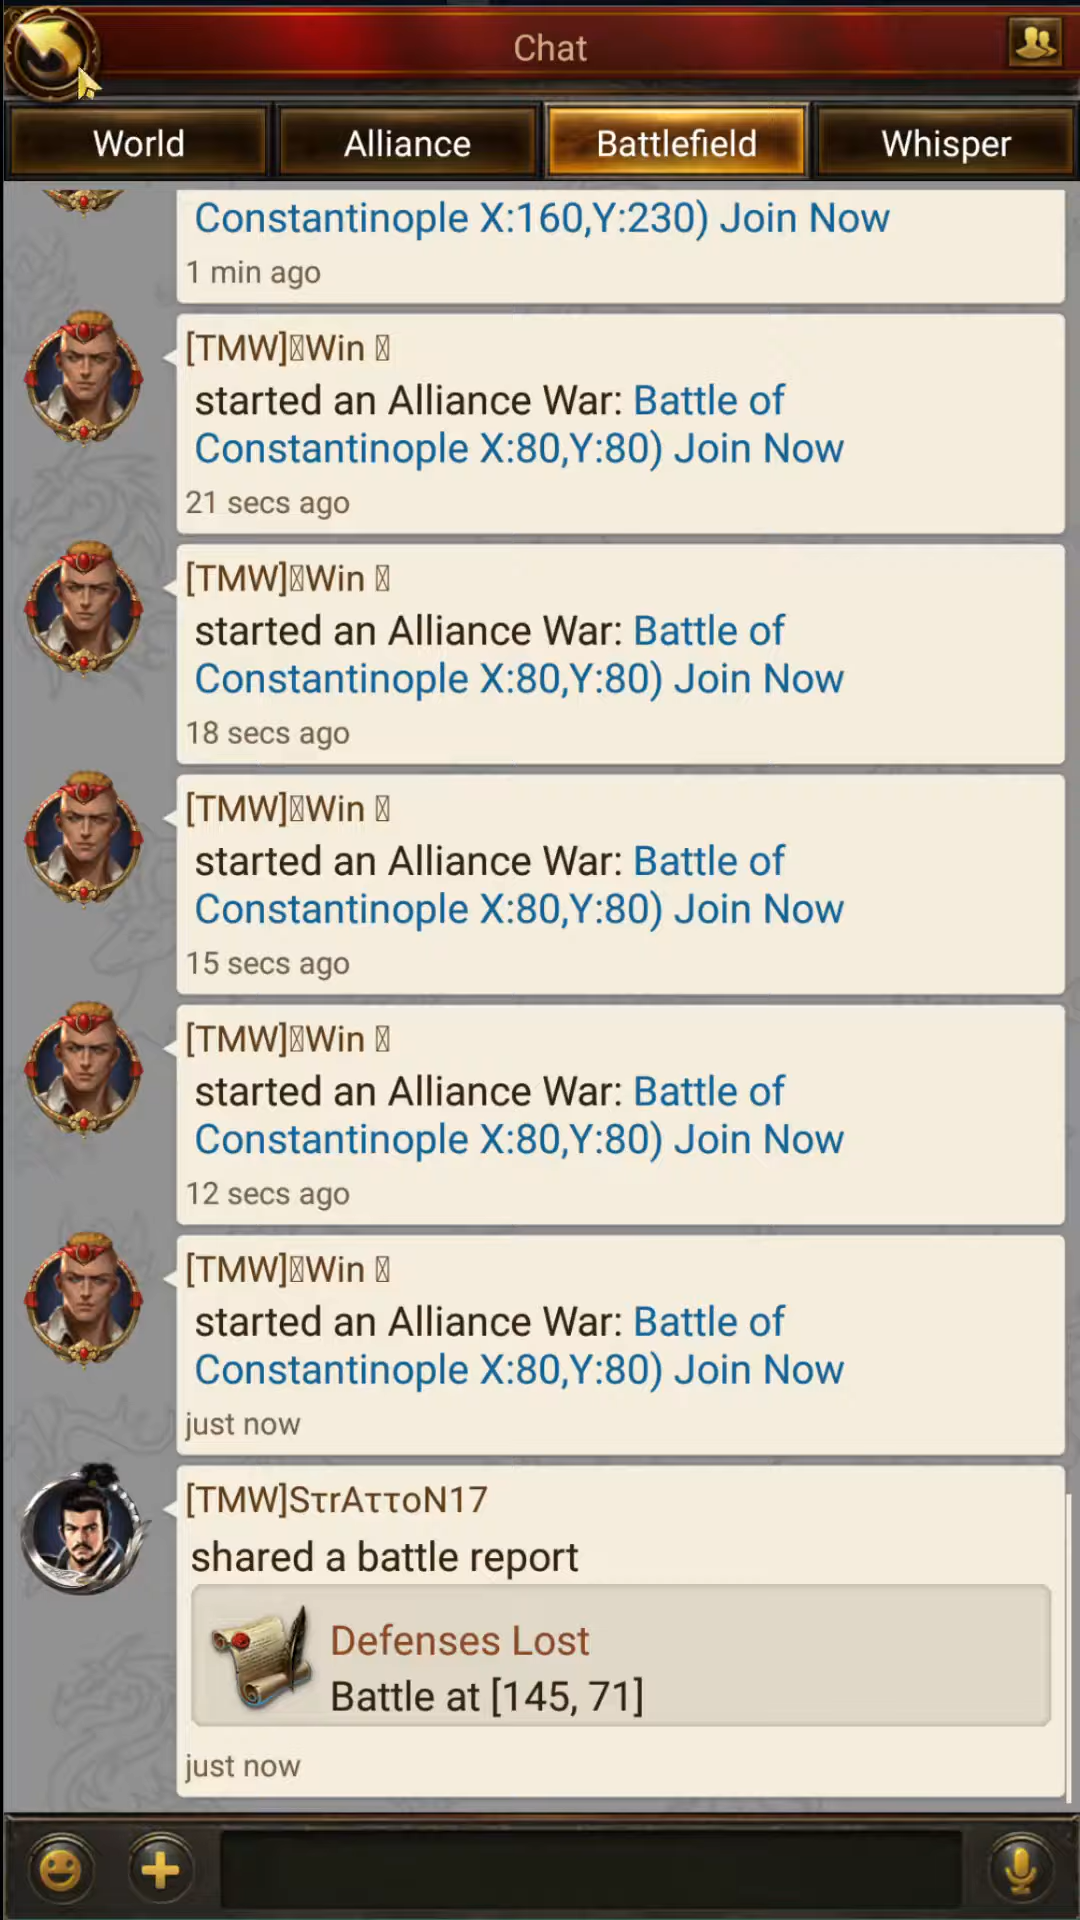 Chat
World
Alliance
Battlefield
Whisper
Constantinople X:160,Y:230) Join Now
1 min ago
[TMW]Win
started an Alliance War: Battle of
Constantinople X:80,Y:80) Join Now
21 secs ago
[TMW]Win
started an Alliance War: Battle of
Constantinople X:80,Y:80) Join Now
18 secs ago
[TMW]Win
started an Alliance War: Battle of
Constantinople X:80,Y:80) Join Now
15 secs ago
[TMW]Win
started an Alliance War: Battle of
Constantinople X:80,Y:80) Join Now
12 secs ago
[TMW]Win
started an Alliance War: Battle of
Constantinople X:80,Y:80) Join Now
just now
[TMW]SτrAττoN17
shared a battle report
Defenses Lost
Battle at [145, 71]
just now